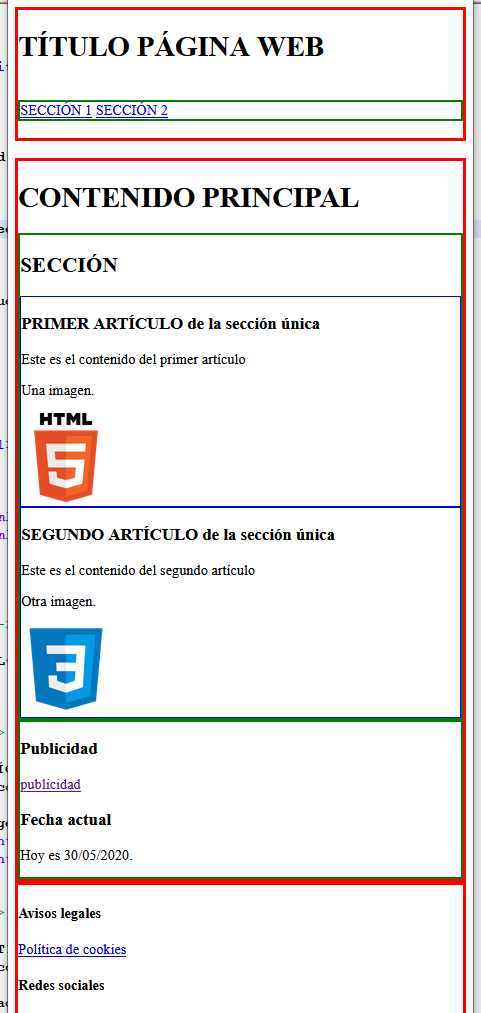 TÍTULO PÁGINA WEB
SECCIÓN 1 SECCIÓN 2
CONTENIDO PRINCIPAL
SECCIÓN
PRIMER ARTÍCULO de la sección única
Este es el contenido del primer artículo
Una imagen.
HTML
5
SEGUNDO ARTÍCULO de la sección única
Este es el contenido del segundo artículo
Otra imagen.
3
Publicidad
publicidad
Fecha actual
Hoy es 30/05/2020.
Avisos legales
Política de cookies
Redes sociales